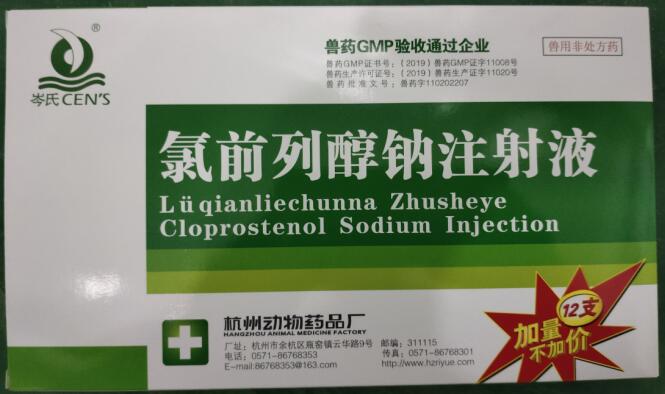 ®
岑氏CEN'S
兽药GMP验收通过企业
兽药GMP证书号：（2019）兽药GMP证字11008号
兽药生产许可证号：（2019）兽药生产证字11020号
兽药批准文号：兽药字110202207
兽用非处方药
氯前列醇钠注射液
Lüqianliechunna Zhusheye
Cloprostenol Sodium Injection
杭州动物药品厂
HANGZHOU ANIMAL MEDICINE FACTORY
厂址：杭州市余杭区瓶窑镇云华路9号 邮编：311115
电话：0571-86768353 传真：0571-86768301
E-mail:86768353@163.com http://www.hzriyue.com
12支
加量
不加价